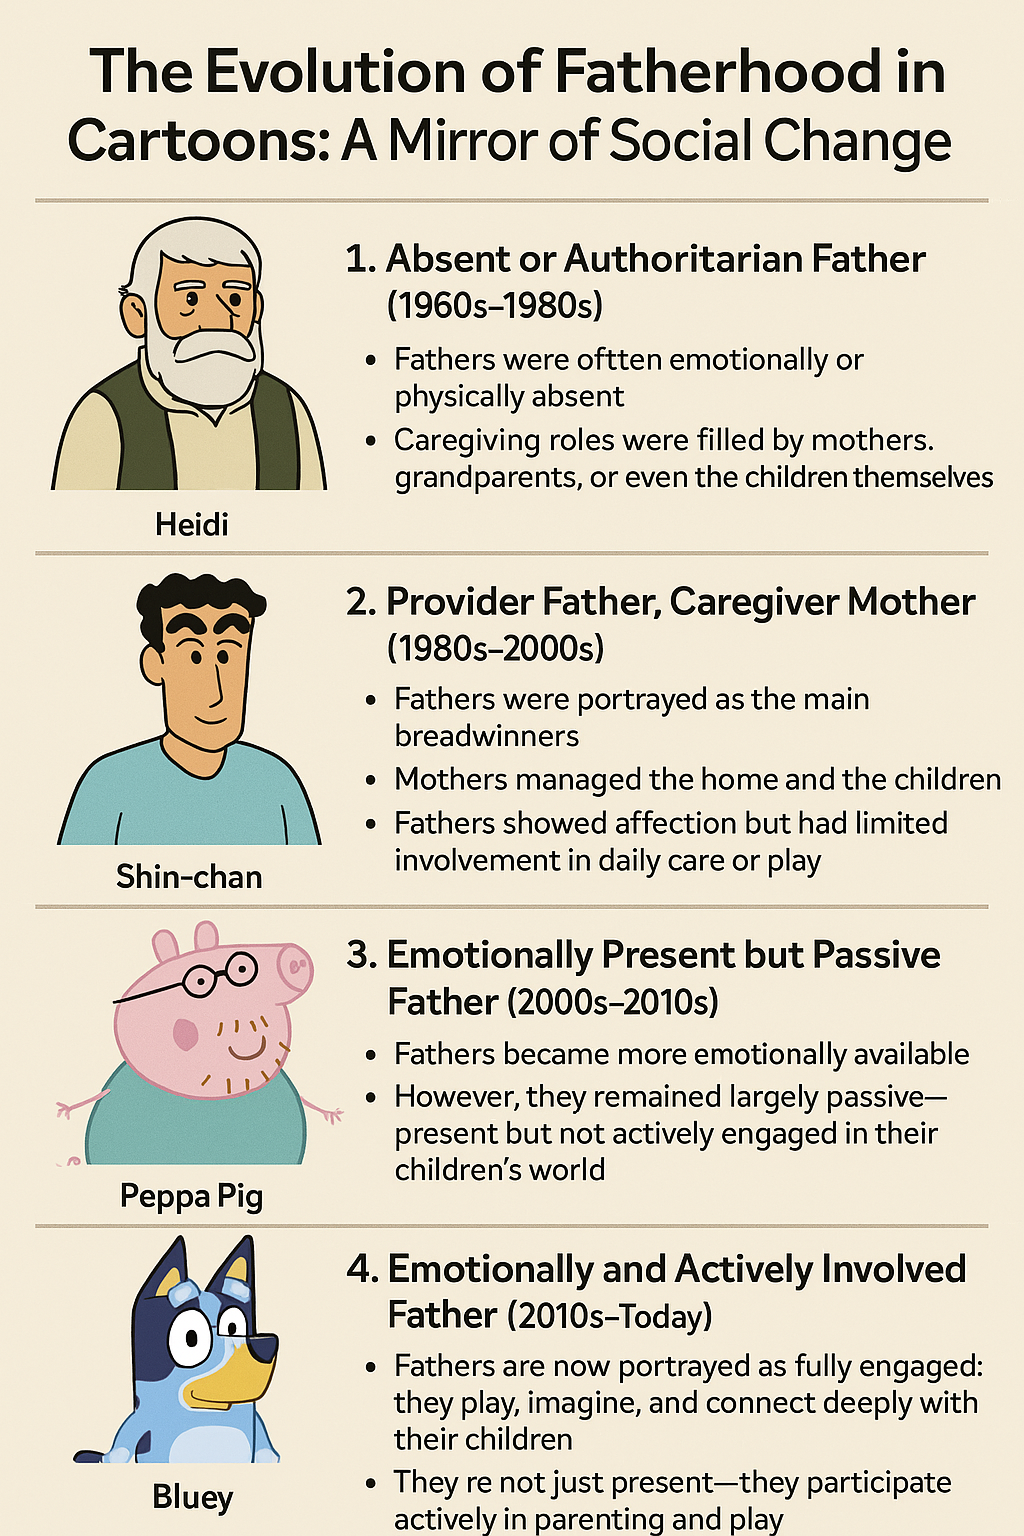 The Evolution of Fatherhood in
Cartoons: A Mirror of Social Change
1. Absent or Authoritarian Father
(1960s–1980s)
• Fathers were oftten emotionally or
physically absent
• Caregiving roles were filled by mothers.
grandparents, or even the children themselves
Heidi
2. Provider Father, Caregiver Mother
(1980s–2000s)
• Fathers were portrayed as the main
breadwinners
• Mothers managed the home and the children
• Fathers showed affection but had limited
involvement in daily care or play
Shin-chan
3. Emotionally Present but Passive
Father (2000s–2010s)
• Fathers became more emotionally available
• However, they remained largely passive—
present but not actively engaged in their
children's world
Peppa Pig
4. Emotionally and Actively Involved
Father (2010s–Today)
• Fathers are now portrayed as fully engaged:
they play, imagine, and connect deeply with
their children
• They re not just present—they participate
actively in parenting and play
Bluey